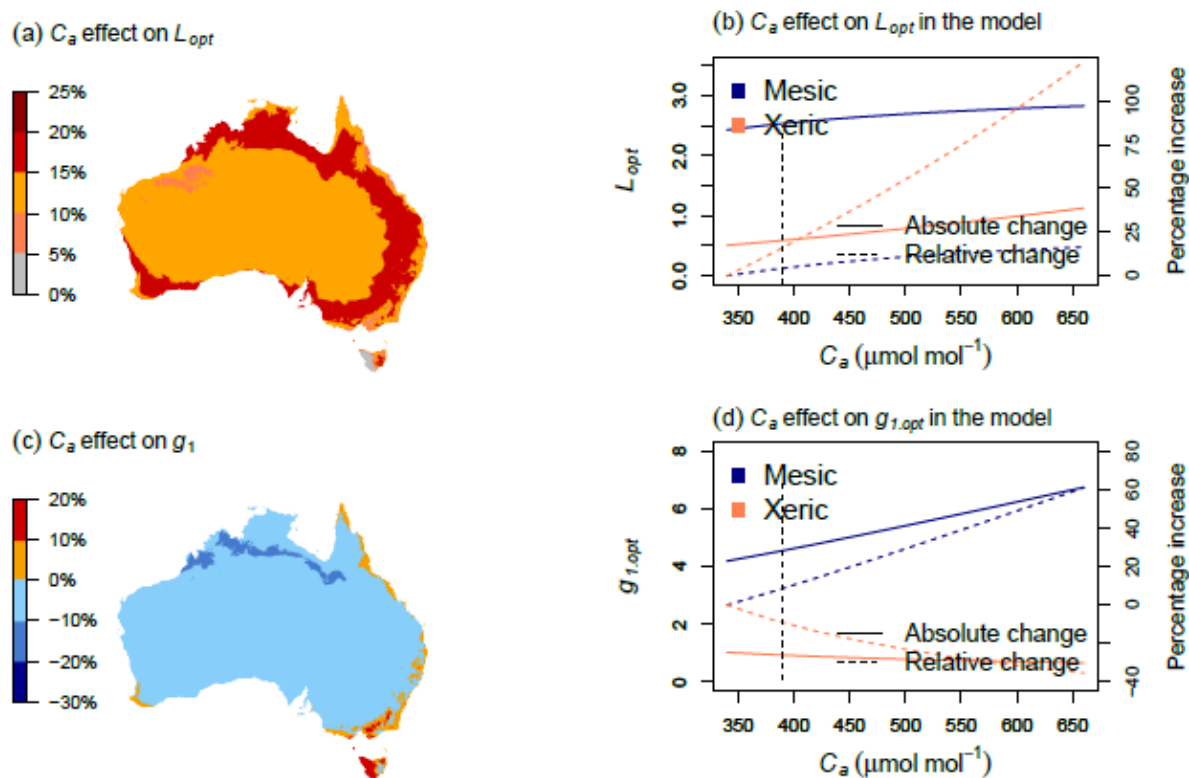 (a) Ca effect on Lopt
25%
20%
15%
10%
5%
0%
(b) Ca effect on Lopt in the model
Mesic
Xeric
Absolute change
Relative change
Lopt
0.0 1.0 2.0 3.0
Percentage increase
0 25 50 75 100
350 400 450 500 550 600 650
Ca (μmol mol−1)
(c) Ca effect on g1
20%
10%
0%
−10%
−20%
−30%
(d) Ca effect on g1.opt in the model
Mesic
Xeric
Absolute change
Relative change
g1.opt
0 2 4 6 8
Percentage increase
−40 0 20 40 60 80
350 400 450 500 550 600 650
Ca (μmol mol−1)